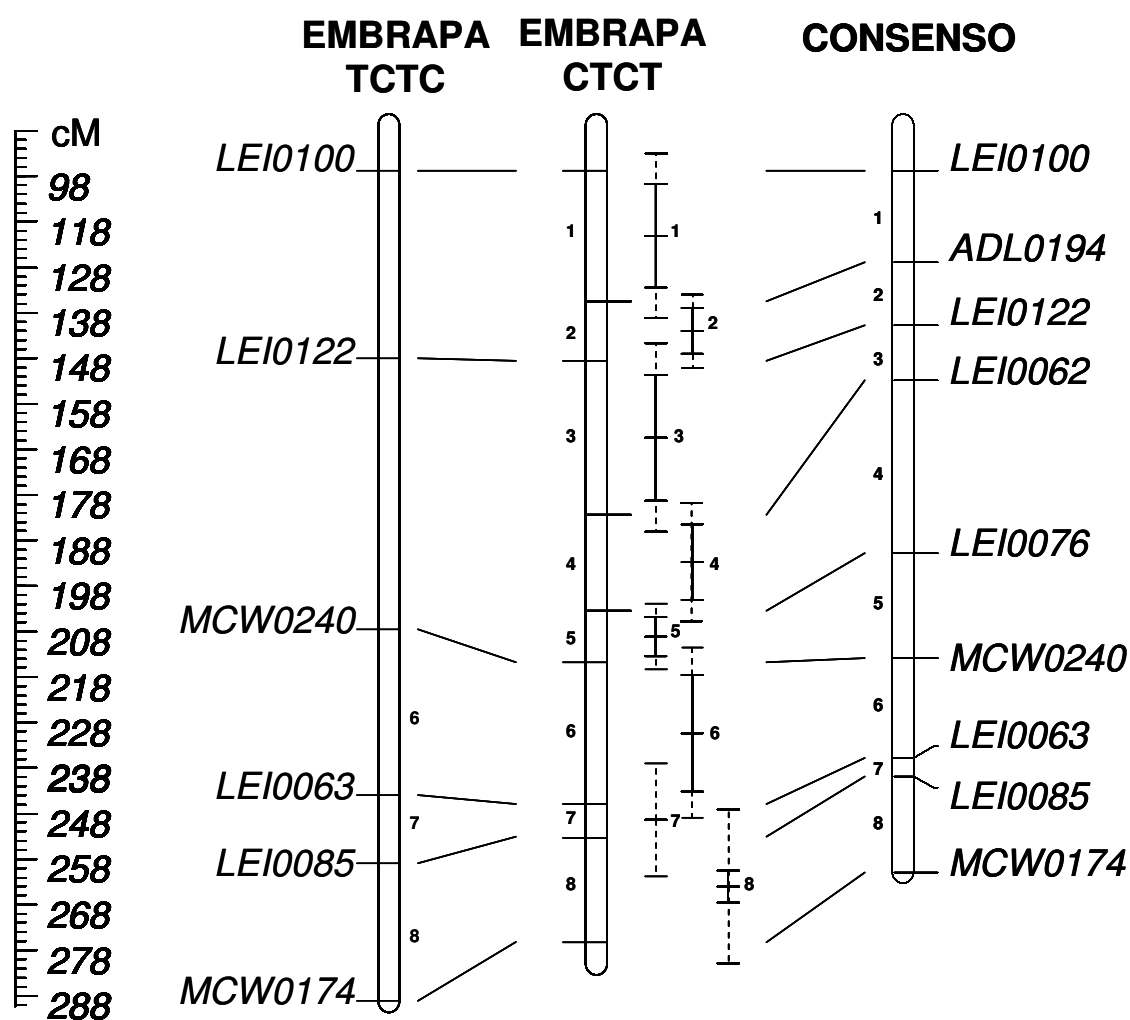 EMBRAPA TCTC
EMBRAPA CTCT
CONSENSO
cM
98
118
128
138
148
158
168
178
188
198
208
218
228
238
248
258
268
278
288
LEI0100
LEI0122
MCW0240
LEI0063
LEI0085
MCW0174
6
7
8
1
2
3
4
5
6
7
8
1
2
3
4
5
6
7
8
1
2
3
4
5
6
7
8
LEI0100
ADL0194
LEI0122
LEI0062
LEI0076
MCW0240
LEI0063
LEI0085
MCW0174